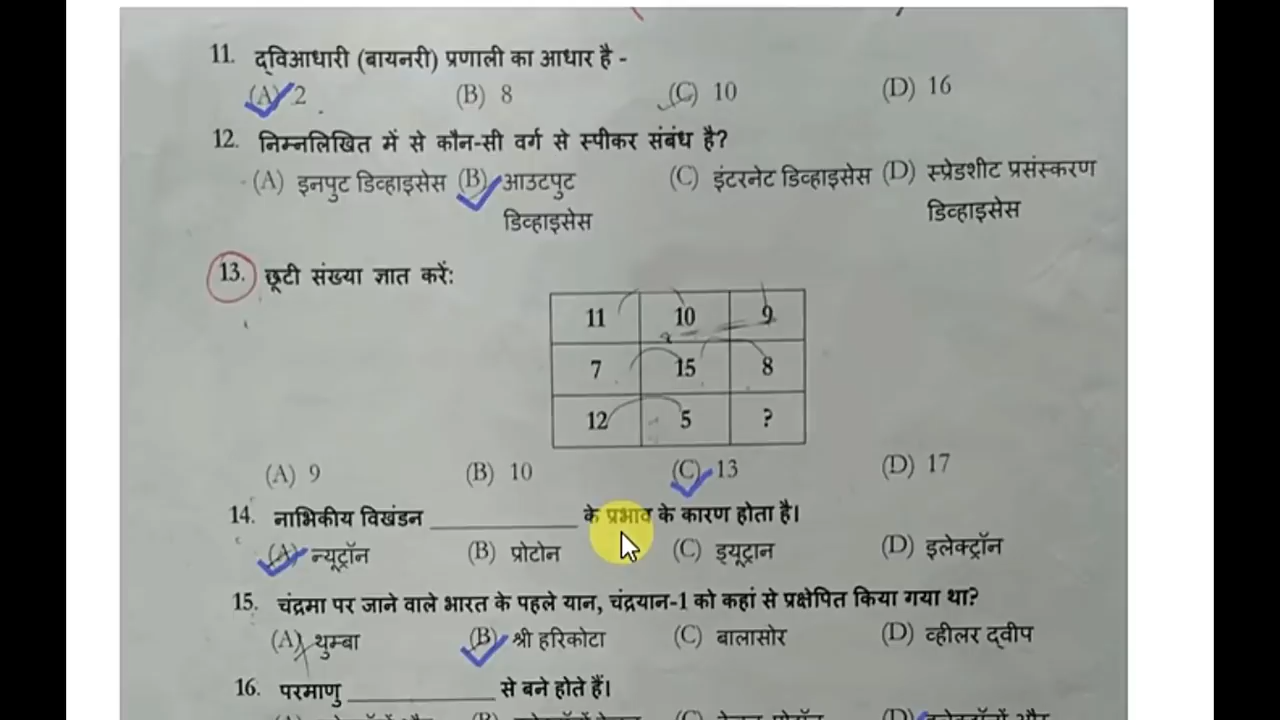 11. द्विआधारी (बायनरी) प्रणाली का आधार है -
(A) 2 (B) 8 (C) 10 (D) 16
12. निम्नलिखित में से कौन-सी वर्ग से स्पीकर संबंध है?
(A) इनपुट डिव्हाइसेस (B) आउटपुट (C) इंटरनेट डिव्हाइसेस (D) स्प्रेडशीट प्रसंस्करण
डिव्हाइसेस डिव्हाइसेस
13. छूटी संख्या ज्ञात करें:
11 10 9
7 15 8
12 5 ?
(A) 9 (B) 10 (C) 13 (D) 17
14. नाभिकीय विखंडन ____________ के प्रभाव के कारण होता है।
(A) न्यूट्रॉन (B) प्रोटोन (C) ड्यूट्रान (D) इलेक्ट्रॉन
15. चंद्रमा पर जाने वाले भारत के पहले यान, चंद्रयान-1 को कहां से प्रक्षेपित किया गया था?
(A) थुम्बा (B) श्री हरिकोटा (C) बालासोर (D) व्हीलर द्वीप
16. परमाणु ____________ से बने होते हैं।